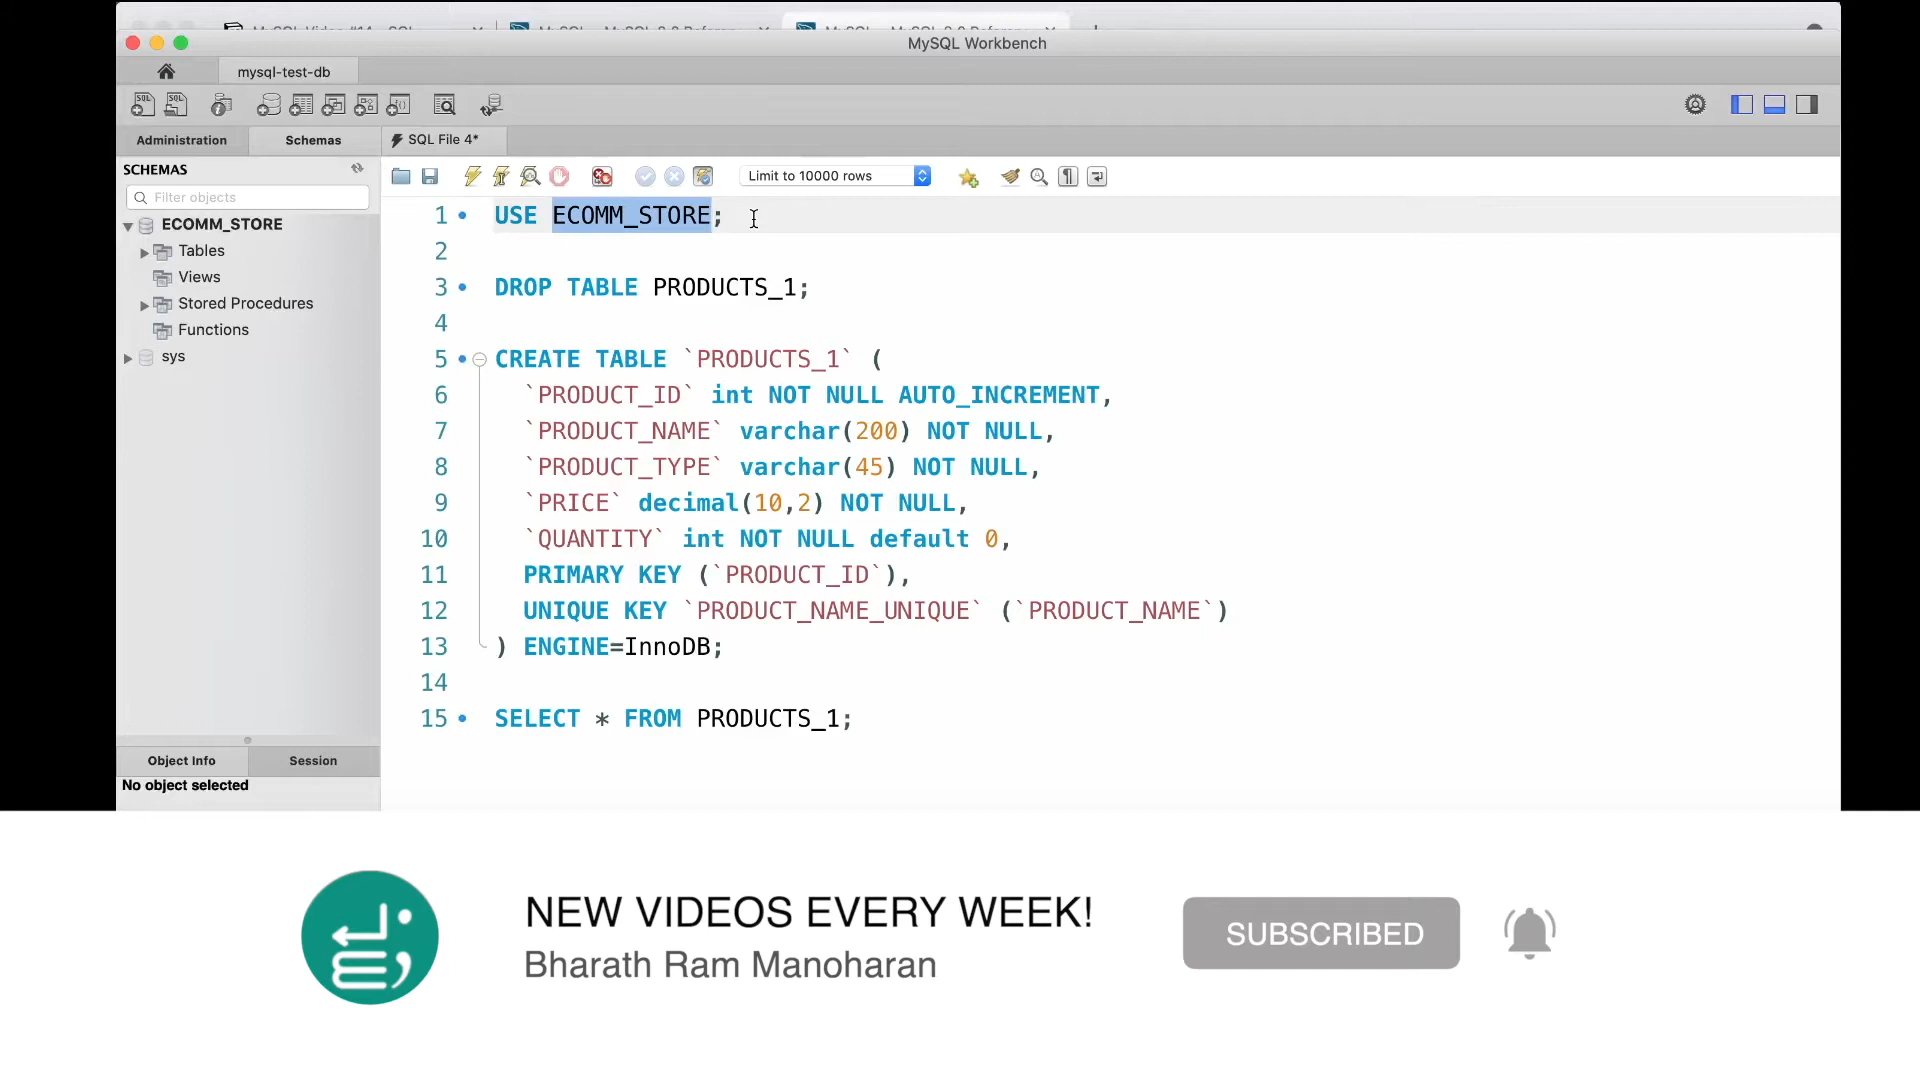 MySQL Workbench
mysql-test-db
Administration
Schemas
SQL File 4*
SCHEMAS
Filter objects
Limit to 10000 rows
ECOMM_STORE
Tables
Views
Stored Procedures
Functions
sys
1 USE ECOMM_STORE;
2
3 DROP TABLE PRODUCTS_1;
4
5 CREATE TABLE `PRODUCTS_1` (
6 `PRODUCT_ID` int NOT NULL AUTO_INCREMENT,
7 `PRODUCT_NAME` varchar(200) NOT NULL,
8 `PRODUCT_TYPE` varchar(45) NOT NULL,
9 `PRICE` decimal(10,2) NOT NULL,
10 `QUANTITY` int NOT NULL default 0,
11 PRIMARY KEY (`PRODUCT_ID`),
12 UNIQUE KEY `PRODUCT_NAME_UNIQUE` (`PRODUCT_NAME`)
13 ) ENGINE=InnoDB;
14
15 SELECT * FROM PRODUCTS_1;
Object Info
Session
No object selected
NEW VIDEOS EVERY WEEK!
Bharath Ram Manoharan
SUBSCRIBED